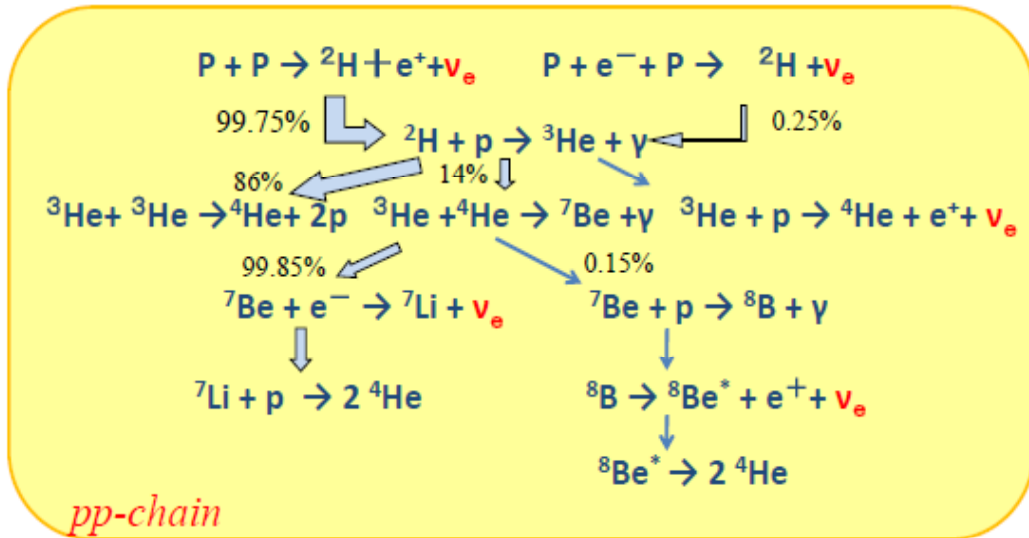 P + P → ²H + e⁺+νₑ P + e⁻ + P → ²H +νₑ
99.75% 0.25%
²H + p → ³He + γ
86% 14%
³He+ ³He →⁴He+ 2p ³He +⁴He → ⁷Be +γ ³He + p → ⁴He + e⁺+ νₑ
99.85% 0.15%
⁷Be + e⁻ → ⁷Li + νₑ ⁷Be + p → ⁸B + γ
⁷Li + p → 2 ⁴He ⁸B → ⁸Be* + e⁺ + νₑ
⁸Be* → 2 ⁴He
pp-chain